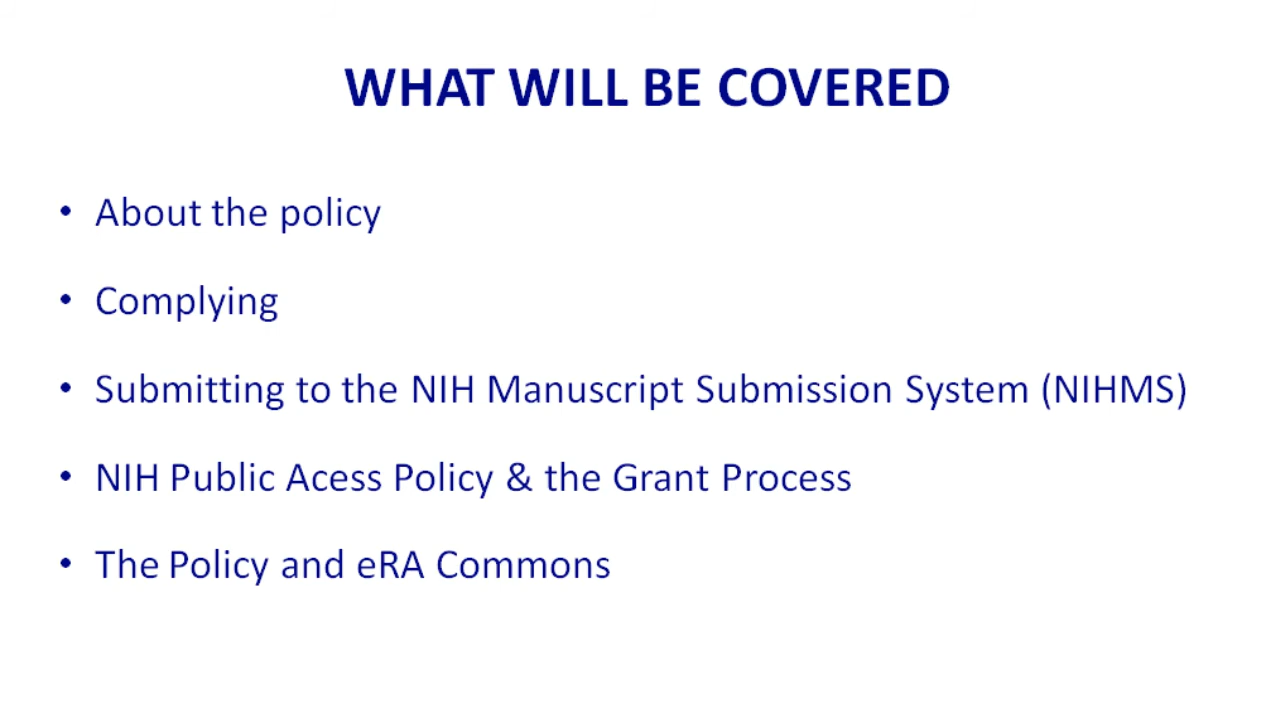 WHAT WILL BE COVERED
• About the policy
• Complying
• Submitting to the NIH Manuscript Submission System (NIHMS)
• NIH Public Acess Policy & the Grant Process
• The Policy and eRA Commons